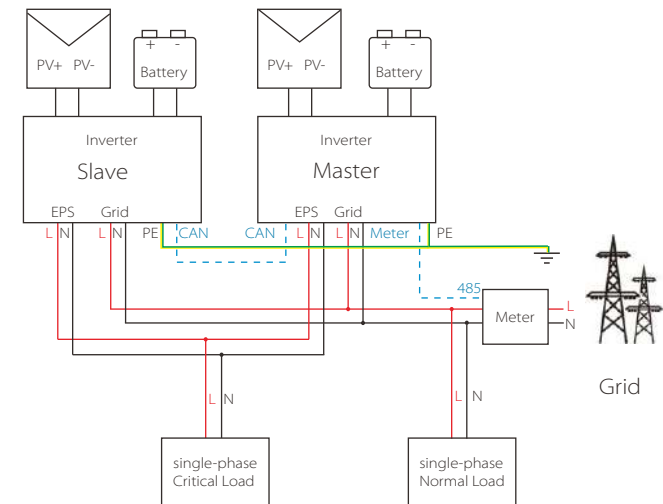 + -
+ -
PV+ PV-
Battery
PV+ PV-
Battery
Inverter
Slave
Inverter
Master
EPS Grid
EPS Grid
L N L N PE CAN
CAN L N L N Meter PE
485
Meter
L
N
Grid
L N
L N
single-phase
Critical Load
single-phase
Normal Load